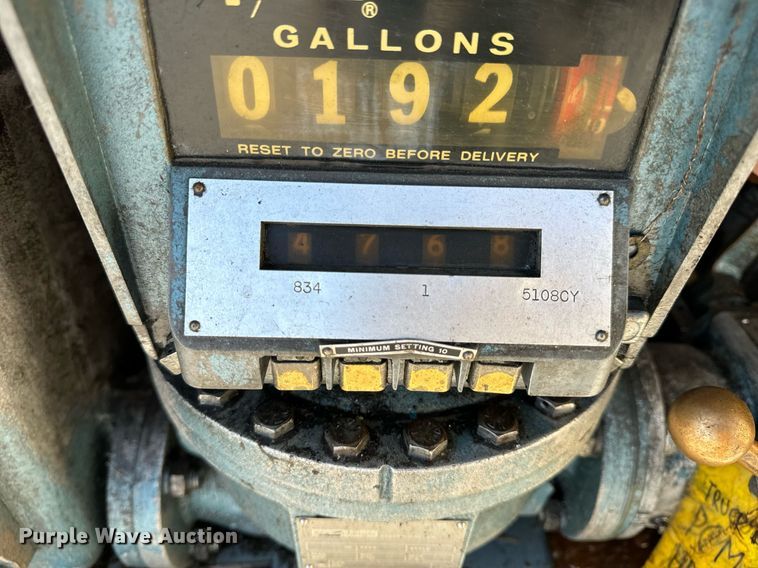 ®
GALLONS
0192
RESET TO ZERO BEFORE DELIVERY
4768
834 1 5108CY
MINIMUM SETTING 10
Purple Wave Auction